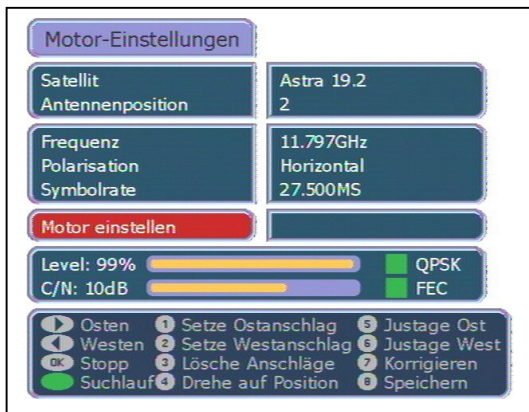 Motor-Einstellungen
Satellit Astra 19.2
Antennenposition 2
Frequenz 11.797GHz
Polarisation Horizontal
Symbolrate 27.500MS
Motor einstellen
Level: 99% QPSK
C/N: 10dB FEC
Osten 1 Setze Ostanschlag 5 Justage Ost
Westen 2 Setze Westanschlag 6 Justage West
OK Stopp 3 Lösche Anschläge 7 Korrigieren
Suchlauf 4 Drehe auf Position 8 Speichern